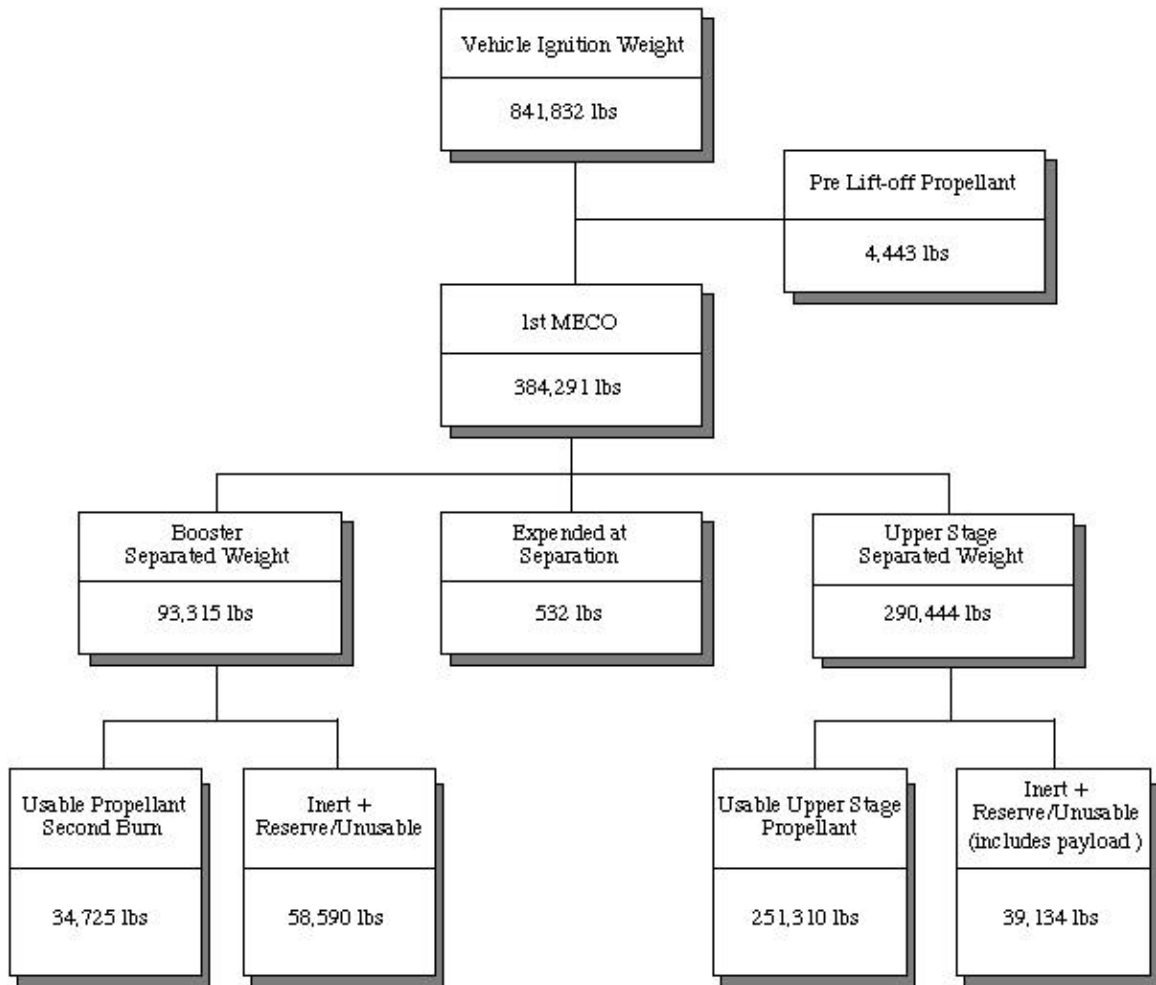 Vehicle Ignition Weight
841,832 lbs
Pre Lift-off Propellant
4,443 lbs
1st MECO
384,291 lbs
Booster
Separated Weight
93,315 lbs
Expended at
Separation
532 lbs
Upper Stage
Separated Weight
290,444 lbs
Usable Propellant
Second Burn
34,725 lbs
Inert +
Reserve/Unusable
58,590 lbs
Usable Upper Stage
Propellant
251,310 lbs
Inert +
Reserve/Unusable
(includes payload )
39,134 lbs